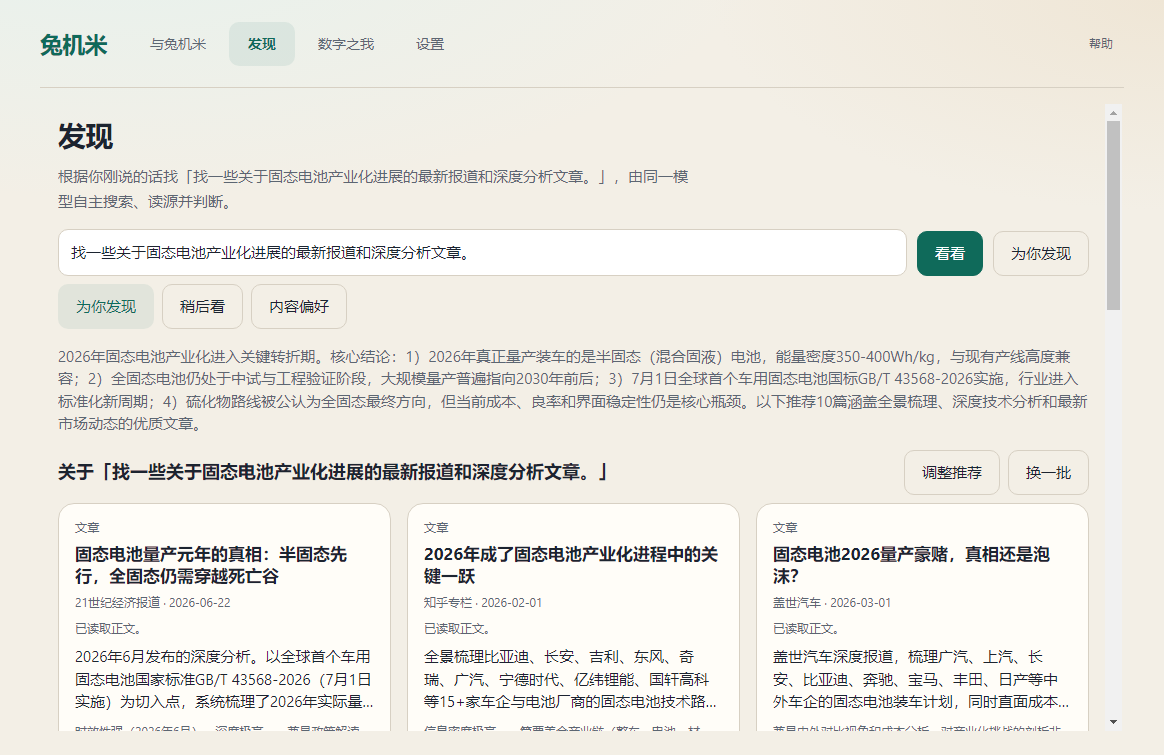 兔机米
与兔机米
发现
数字之我
设置
帮助
发现
根据你刚说的话找「找一些关于固态电池产业化进展的最新报道和深度分析文章。」，由同一模
型自主搜索、读源并判断。
找一些关于固态电池产业化进展的最新报道和深度分析文章。
看看
为你发现
为你发现
稍后看
内容偏好
2026年固态电池产业化进入关键转折期。核心结论：1）2026年真正量产装车的是半固态（混合固液）电池，能量密度350-400Wh/kg，与现有产线高度兼
容；2）全固态电池仍处于中试与工程验证阶段，大规模量产普遍指向2030年前后；3）7月1日全球首个车用固态电池国标GB/T 43568-2026实施，行业进入
标准化新周期；4）硫化物路线被公认为全固态最终方向，但当前成本、良率和界面稳定性仍是核心瓶颈。以下推荐10篇涵盖全景梳理、深度技术分析和最新
市场动态的优质文章。
关于「找一些关于固态电池产业化进展的最新报道和深度分析文章。」
调整推荐
换一批
文章
固态电池量产元年的真相：半固态先
行，全固态仍需穿越死亡谷
21世纪经济报道 · 2026-06-22
已读取正文。
2026年6月发布的深度分析。以全球首个车用
固态电池国家标准GB/T 43568-2026（7月1日
实施）为切入点，系统梳理了2026年实际量...
文章
2026年成了固态电池产业化进程中的关
键一跃
知乎专栏 · 2026-02-01
已读取正文。
全景梳理比亚迪、长安、吉利、东风、奇
瑞、广汽、宁德时代、亿纬锂能、国轩高科
等15+家车企与电池厂商的固态电池技术路...
文章
固态电池2026量产豪赌，真相还是泡
沫？
盖世汽车 · 2026-03-01
已读取正文。
盖世汽车深度报道，梳理广汽、上汽、长
安、比亚迪、奔驰、宝马、丰田、日产等中
外车企的固态电池装车计划，同时直面成本...